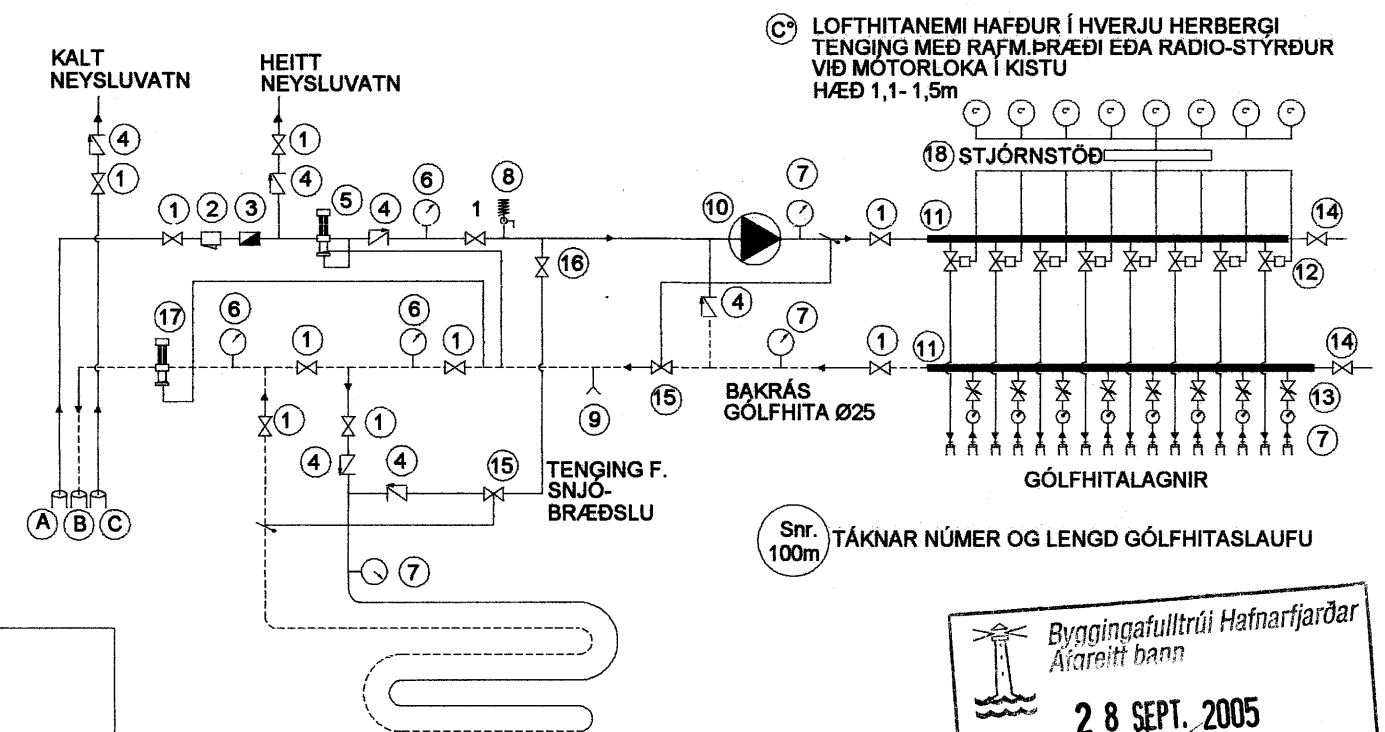 C° LOFTHITANEMI HAFÐUR Í HVERJU HERBERGI
TENGING MEÐ RAFM.ÞRÆÐI EÐA RADIO-STÝRÐUR
VIÐ MÓTORLOKA Í KISTU
HÆÐ 1,1- 1,5m
KALT
NEYSLUVATN
HEITT
NEYSLUVATN
C° C° C° C° C° C° C° C°
4 1
1 4
18 STJÓRNSTÖÐ
1 2 3 5 4 6 1 8 10 7 1 11 14
16 12
17 6 1 6 1 4 7 1 11 14
15 13
9
BAKRÁS
GÓLFHITA Ø25
1 1 7
4 4 15
TENGING F.
SNJÓ-
BRÆÐSLU
GÓLFHITALAGNIR
A B C
Snr.
100m
TÁKNAR NÚMER OG LENGD GÓLFHITASLAUFU
7
Byggingafulltrúi Hafnarfjarðar
Afgreitt þann
28 SEPT. 2005